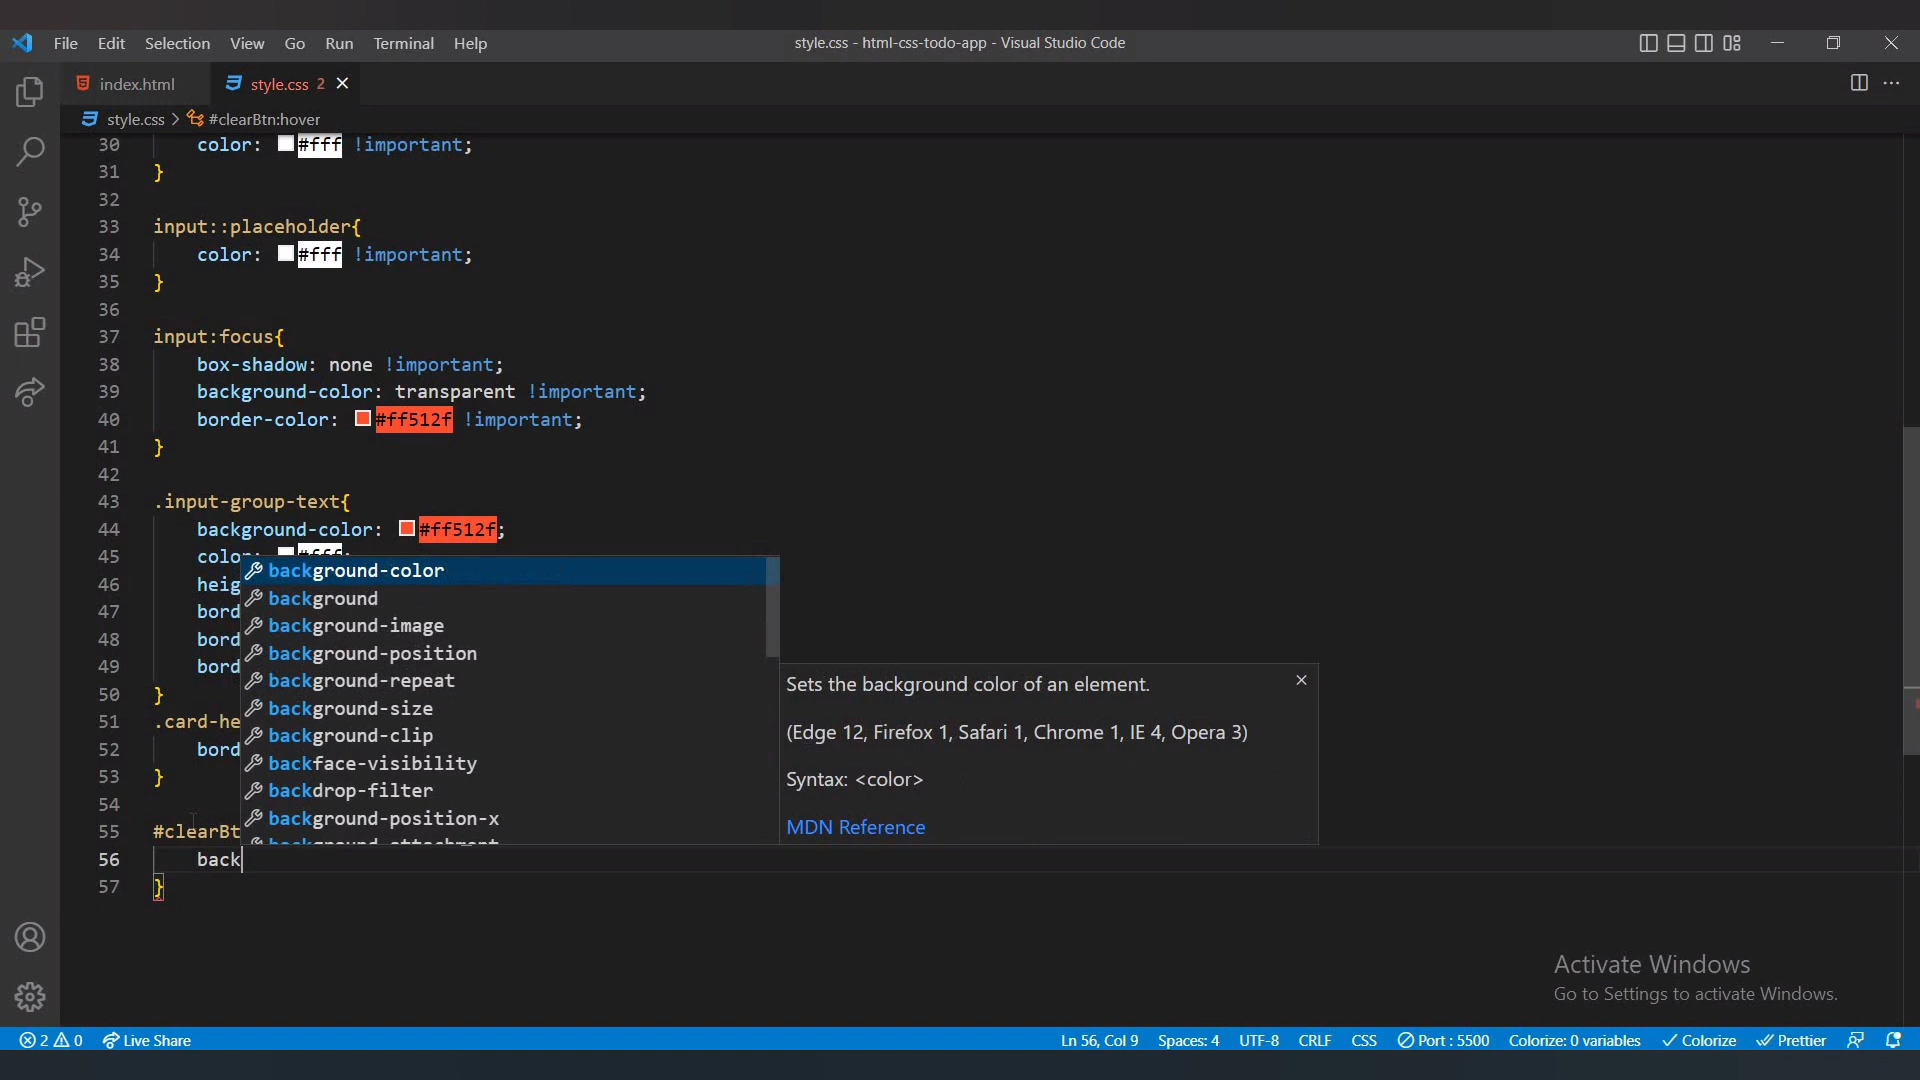 File Edit Selection View Go Run Terminal Help
style.css - html-css-todo-app - Visual Studio Code
index.html
style.css 2
style.css > #clearBtn:hover
30 color: #fff !important;
31 }
32
33 input::placeholder{
34 color: #fff !important;
35 }
36
37 input:focus{
38 box-shadow: none !important;
39 background-color: transparent !important;
40 border-color: #ff512f !important;
41 }
42
43 .input-group-text{
44 background-color: #ff512f;
45 color: #fff;
46 heig
47 bord
48 bord
49 bord
50 }
51 .card-he
52 bord
53 }
54
55 #clearBt
56 back
57 }
background-color
background
background-image
background-position
background-repeat
background-size
background-clip
backface-visibility
backdrop-filter
background-position-x
background-attachment
Sets the background color of an element.
(Edge 12, Firefox 1, Safari 1, Chrome 1, IE 4, Opera 3)
Syntax: <color>
MDN Reference
Activate Windows
Go to Settings to activate Windows.
2 0 Live Share
Ln 56, Col 9 Spaces: 4 UTF-8 CRLF CSS Port : 5500 Colorize: 0 variables Colorize Prettier